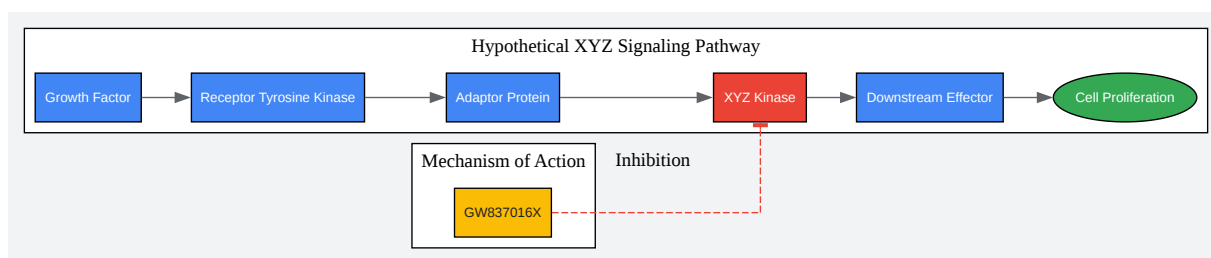 Hypothetical XYZ Signaling Pathway
Growth Factor
Receptor Tyrosine Kinase
Adaptor Protein
XYZ Kinase
Downstream Effector
Cell Proliferation
Mechanism of Action
Inhibition
GW837016X